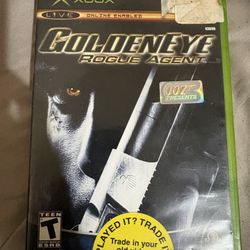 XBOX
LIVE ONLINE ENABLED
GOLDENEYE
ROGUE AGENT
007
PRESENTS
PLAYED IT? TRADE IT
Trade in your
TEEN
T
ESRB